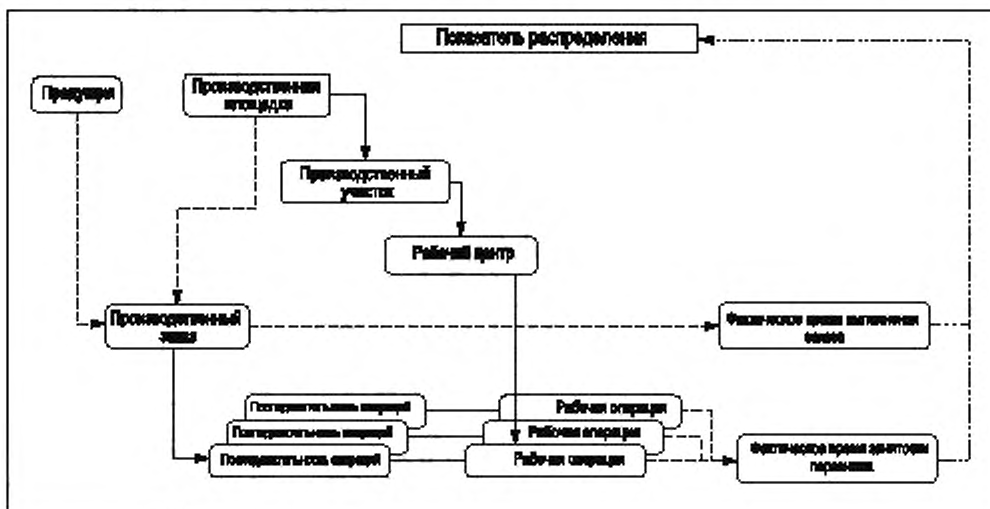 Показатель распределения
Продукция
Производственная
площадка
Производственный
участок
Рабочий центр
Производственный
заказ
Фактическое время выполнения
заказа
Последовательность операций
Рабочая операция
Последовательность операций
Рабочая операция
Последовательность операций
Рабочая операция
Фактическое время занятости
персонала